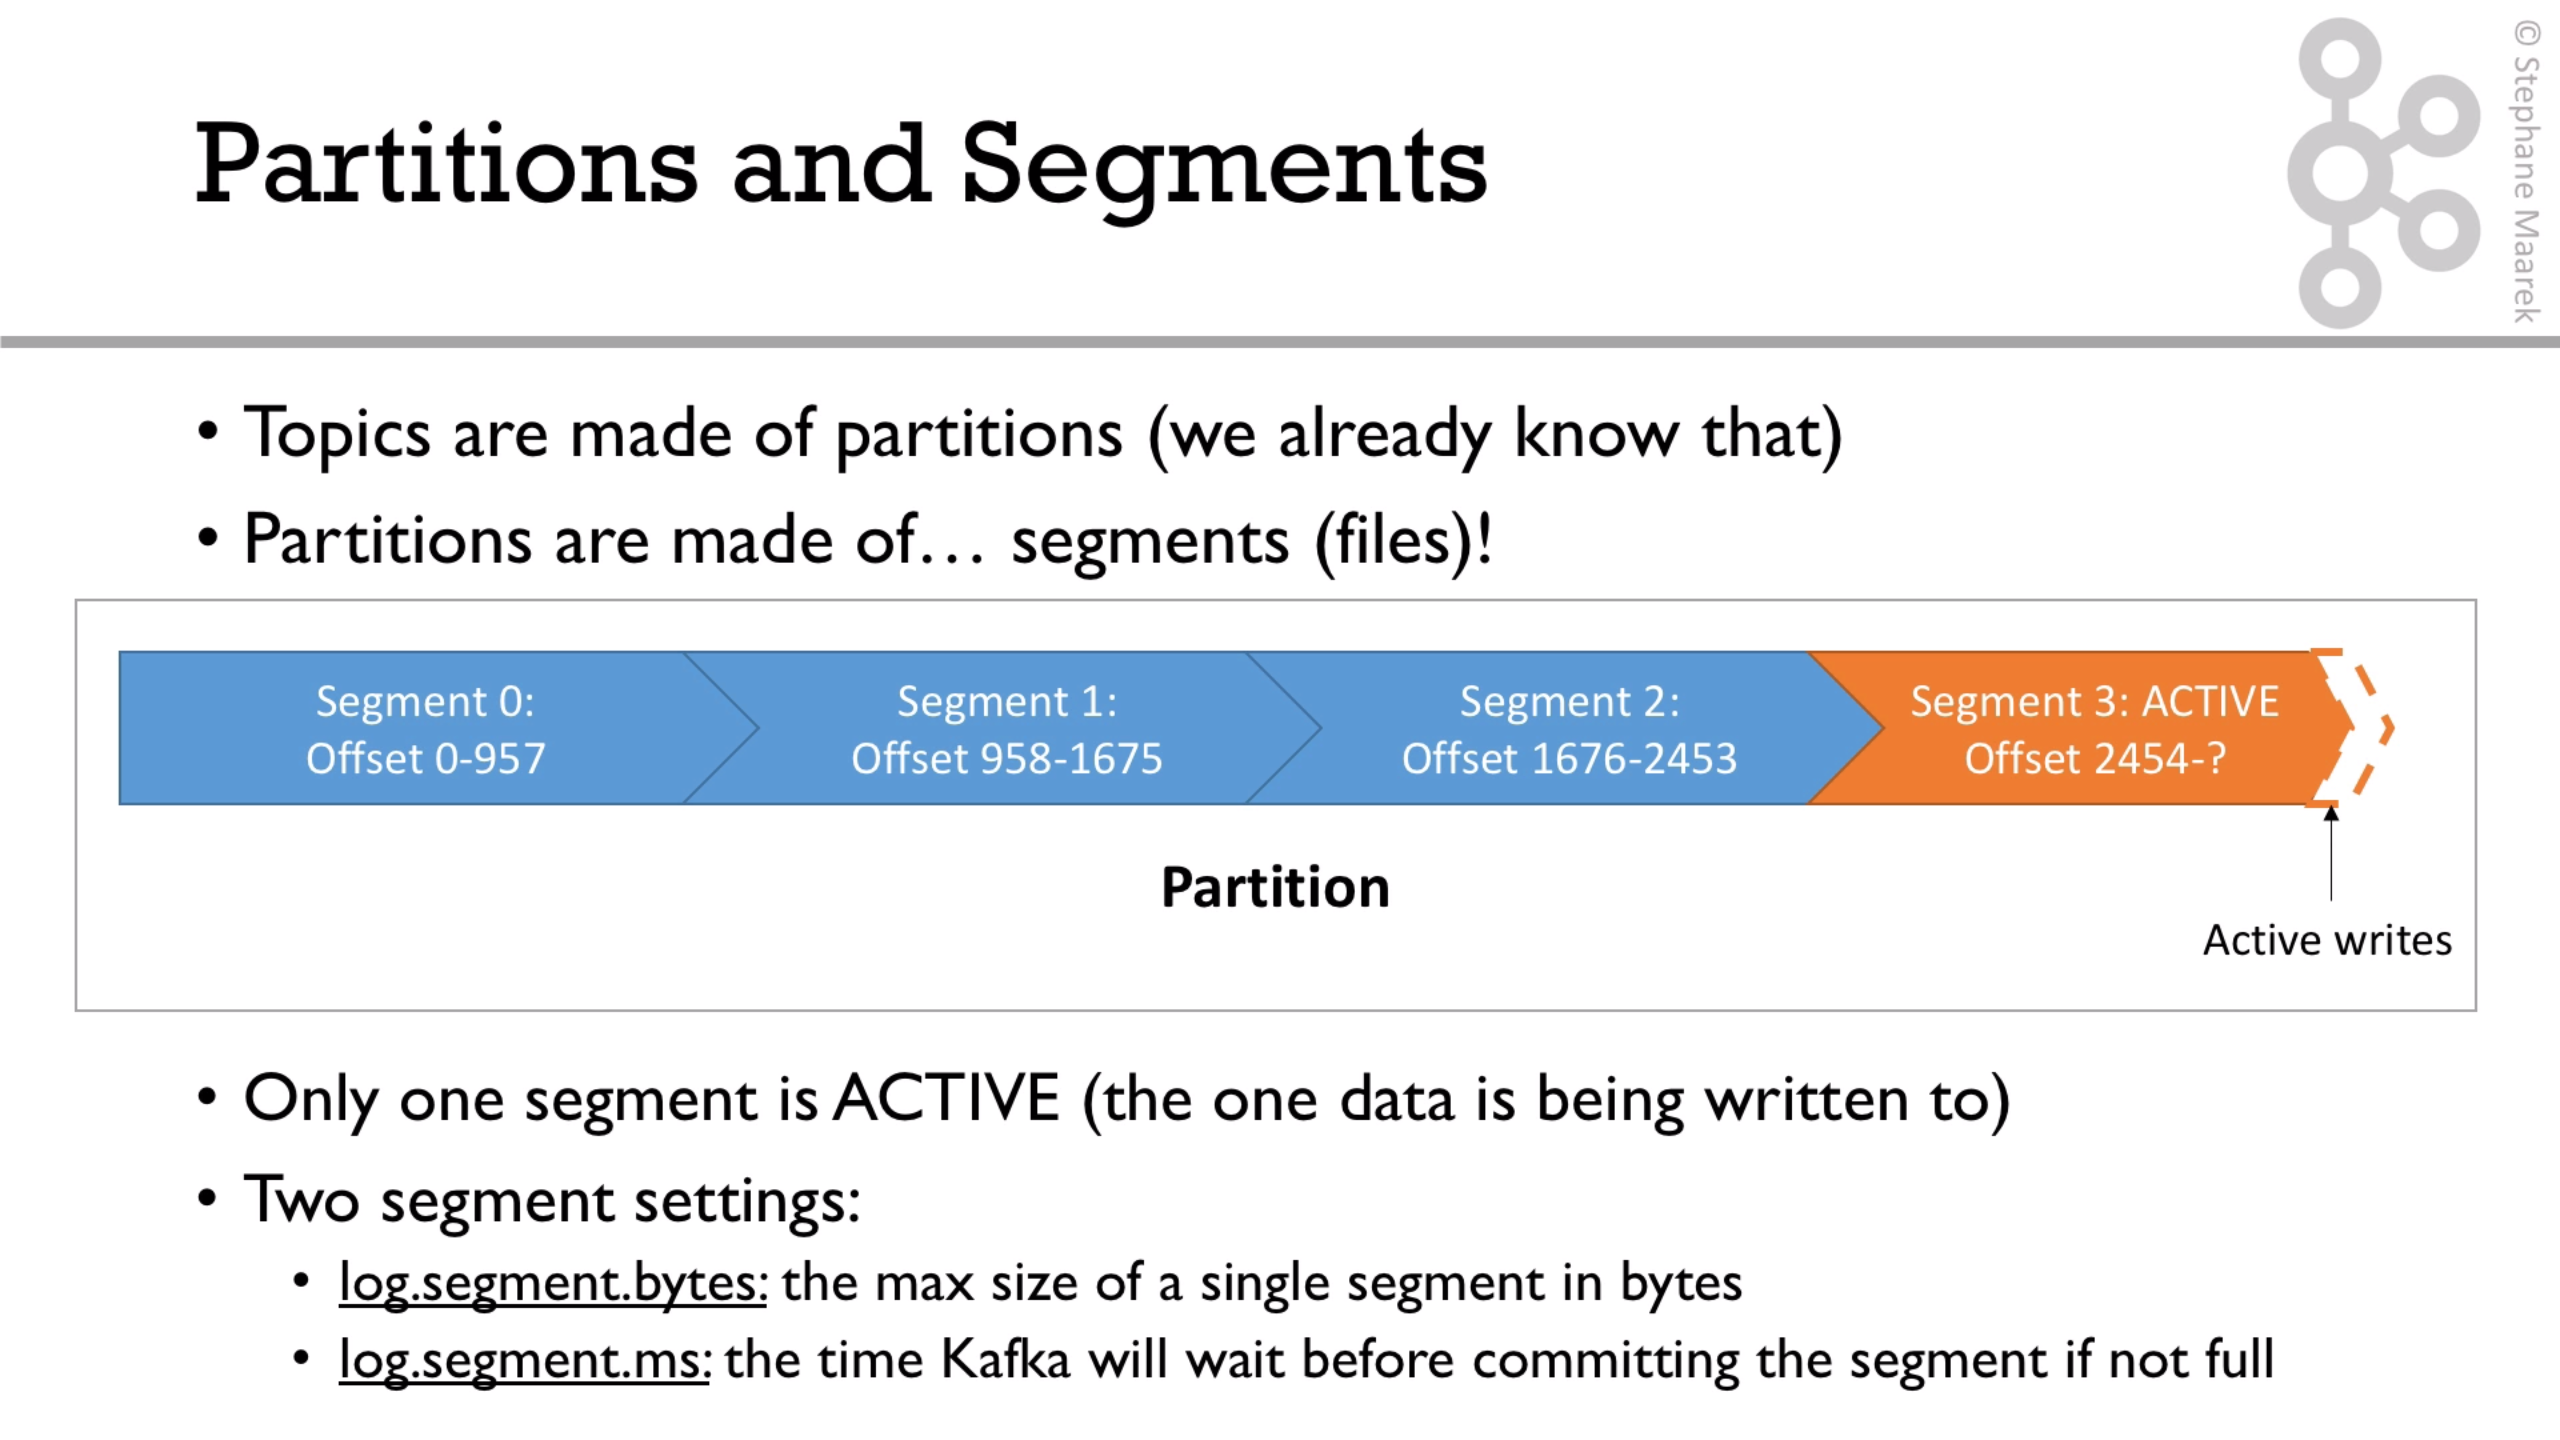 © Stephane Maarek
Partitions and Segments
• Topics are made of partitions (we already know that)
• Partitions are made of… segments (files)!
Segment 0:
Offset 0-957
Segment 1:
Offset 958-1675
Segment 2:
Offset 1676-2453
Segment 3: ACTIVE
Offset 2454-?
Partition
Active writes
• Only one segment is ACTIVE (the one data is being written to)
• Two segment settings:
• log.segment.bytes: the max size of a single segment in bytes
• log.segment.ms: the time Kafka will wait before committing the segment if not full